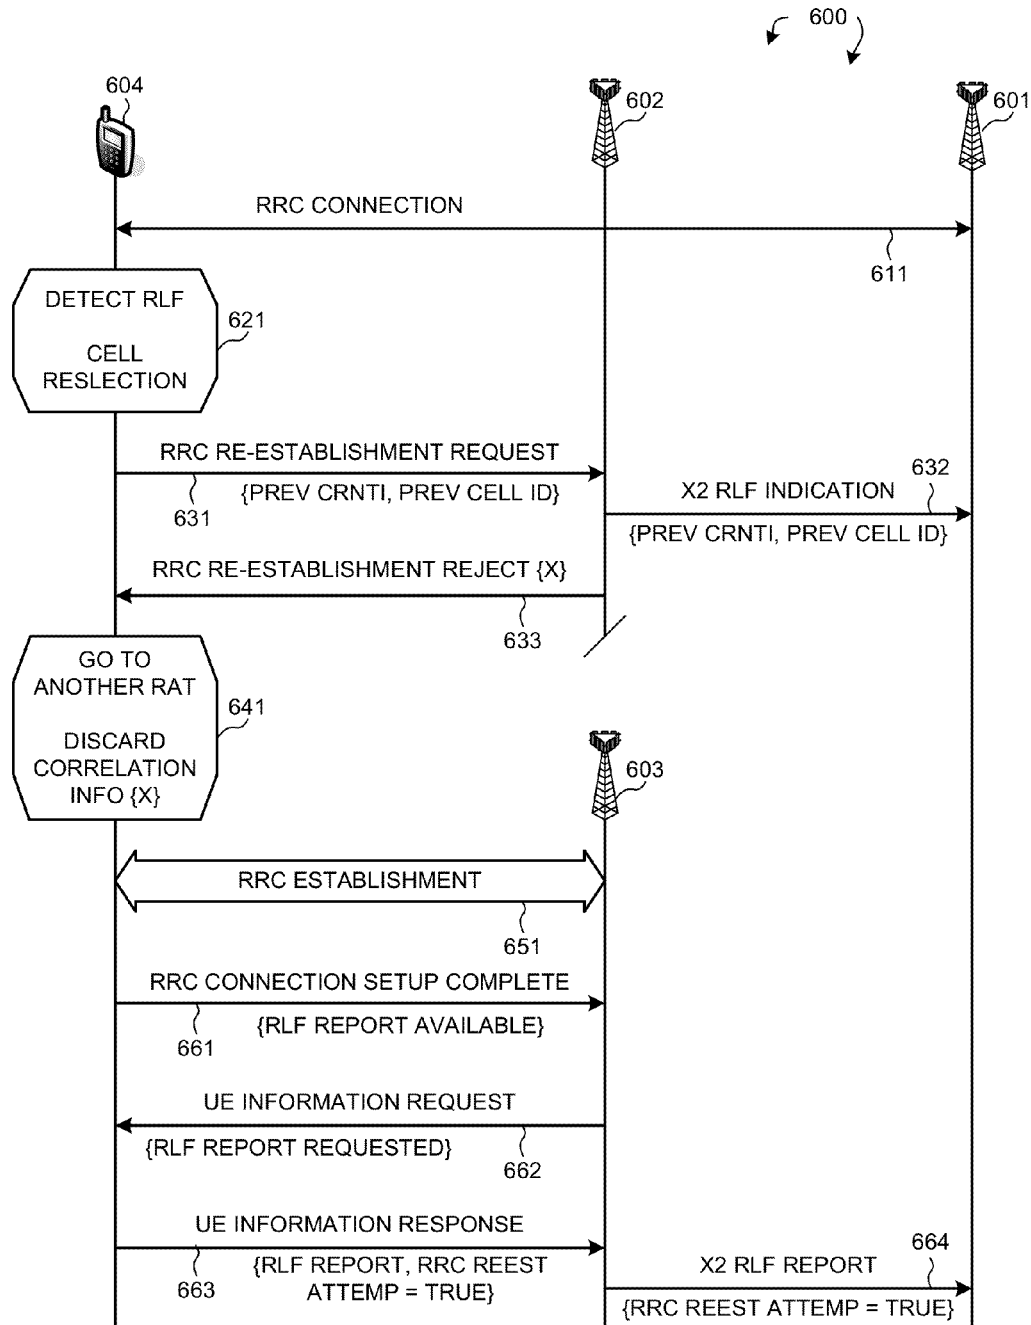 600
604
602
601
RRC CONNECTION
611
DETECT RLF
CELL
RESLECTION
621
RRC RE-ESTABLISHMENT REQUEST
{PREV CRNTI, PREV CELL ID}
631
X2 RLF INDICATION
632
{PREV CRNTI, PREV CELL ID}
RRC RE-ESTABLISHMENT REJECT {X}
633
GO TO
ANOTHER RAT
DISCARD
CORRELATION
INFO {X}
641
603
RRC ESTABLISHMENT
651
RRC CONNECTION SETUP COMPLETE
{RLF REPORT AVAILABLE}
661
UE INFORMATION REQUEST
{RLF REPORT REQUESTED}
662
UE INFORMATION RESPONSE
{RLF REPORT, RRC REEST
ATTEMP = TRUE}
663
X2 RLF REPORT
664
{RRC REEST ATTEMP = TRUE}